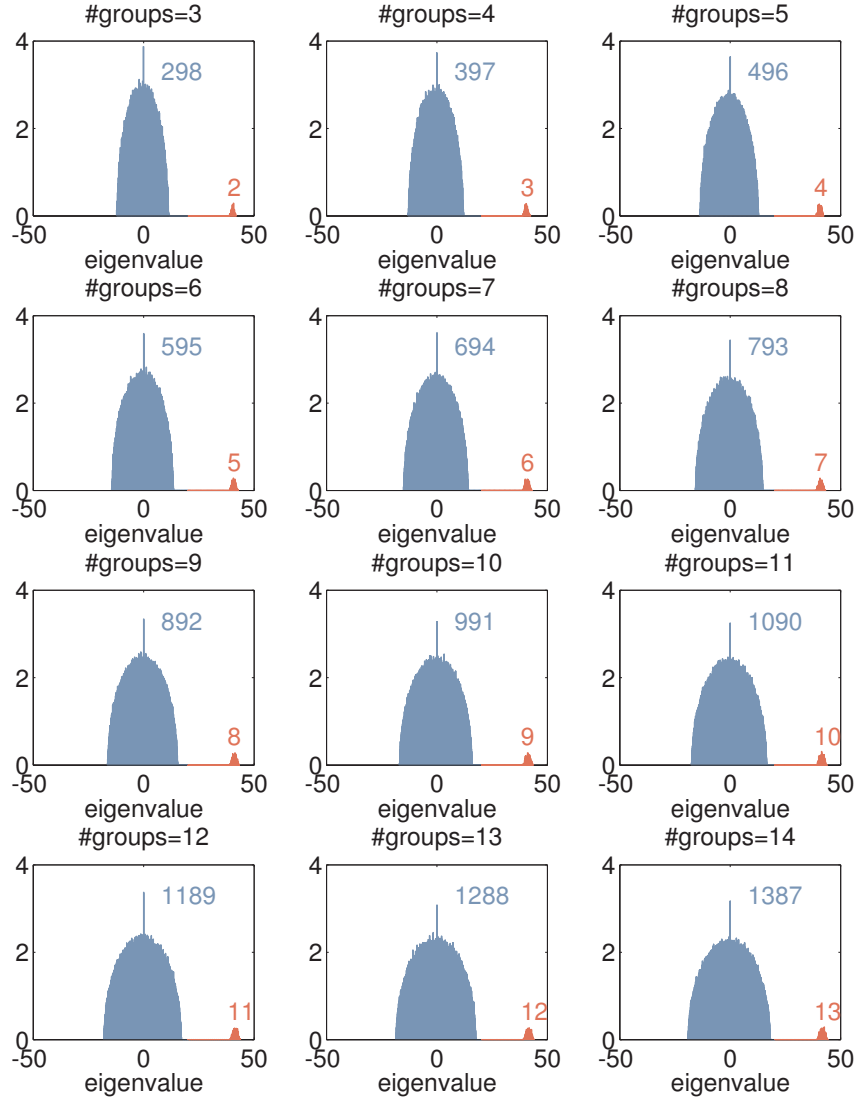 #groups=3 #groups=4 #groups=5
4 4 4
298 397 496
2 2 2
2 3 4
0 0 0
-50 0 50 -50 0 50 -50 0 50
eigenvalue eigenvalue eigenvalue
#groups=6 #groups=7 #groups=8
4 4 4
595 694 793
2 2 2
5 6 7
0 0 0
-50 0 50 -50 0 50 -50 0 50
eigenvalue eigenvalue eigenvalue
#groups=9 #groups=10 #groups=11
4 4 4
892 991 1090
2 2 2
8 9 10
0 0 0
-50 0 50 -50 0 50 -50 0 50
eigenvalue eigenvalue eigenvalue
#groups=12 #groups=13 #groups=14
4 4 4
1189 1288 1387
2 2 2
11 12 13
0 0 0
-50 0 50 -50 0 50 -50 0 50
eigenvalue eigenvalue eigenvalue